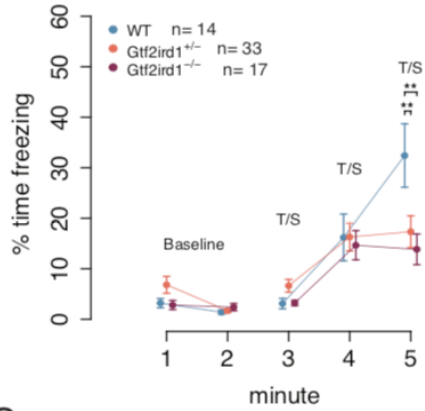 % time freezing
60
50
40
30
20
10
0
WT n= 14
Gtf2ird1+/− n= 33
Gtf2ird1−/− n= 17
T/S
**
**
T/S
T/S
Baseline
1 2 3 4 5
minute